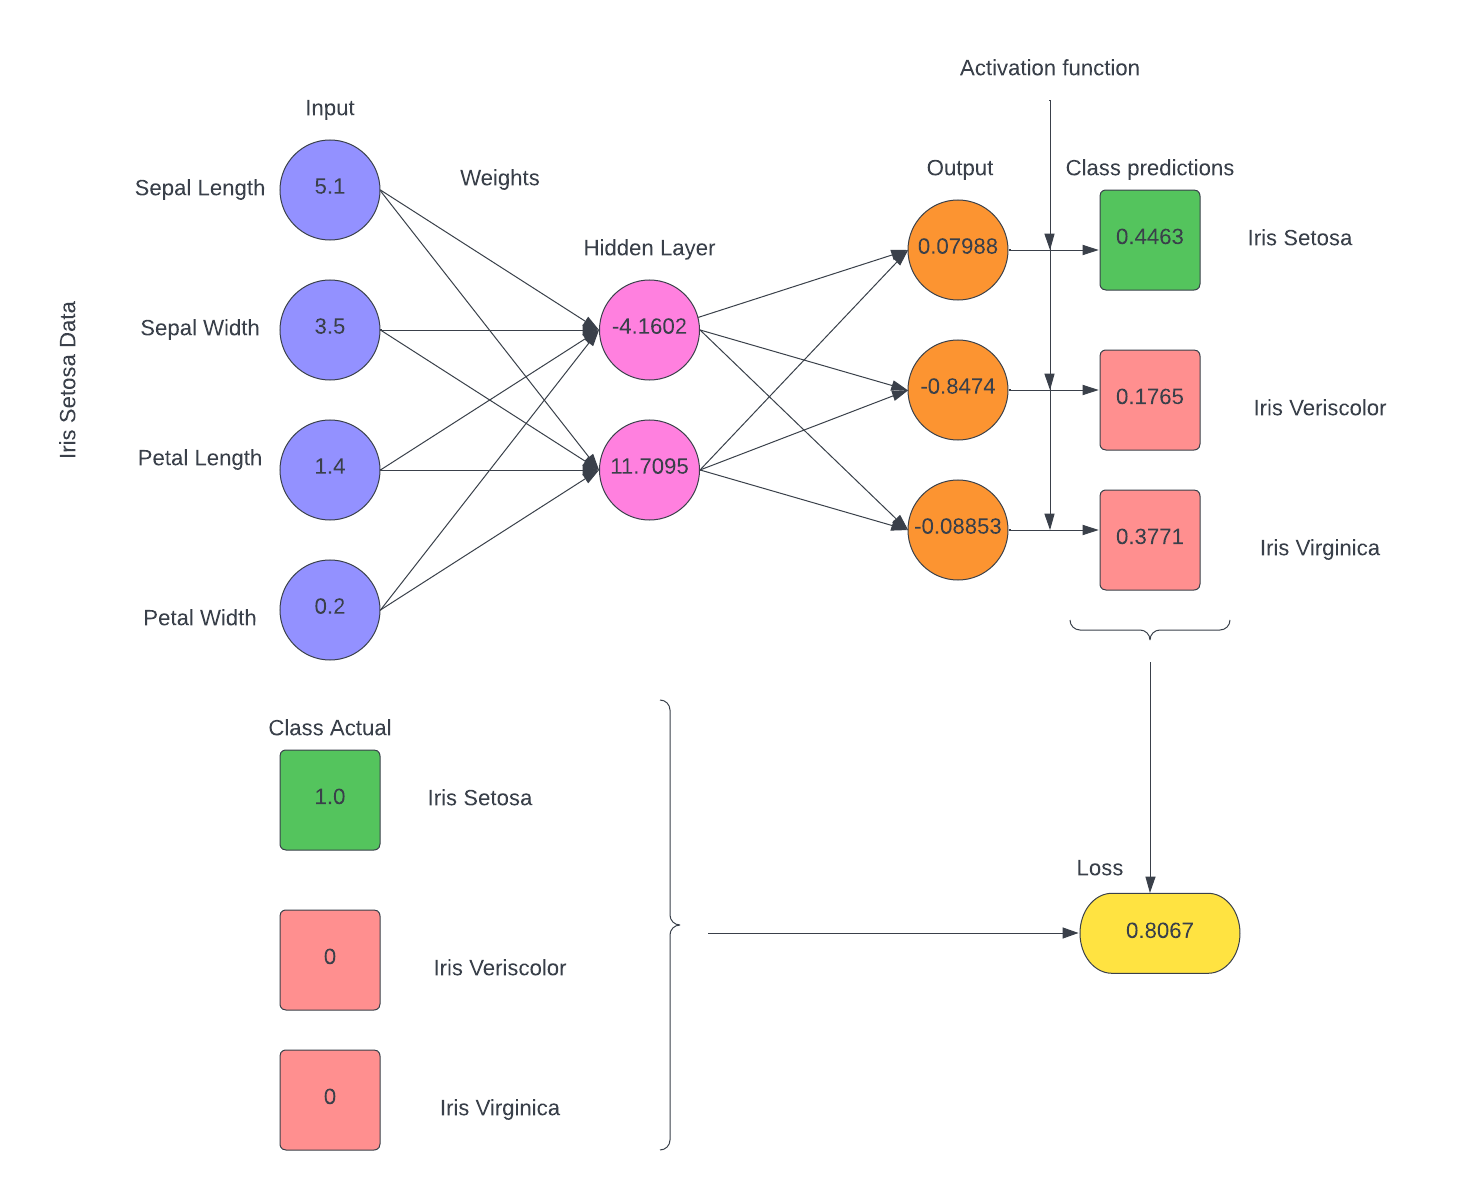 Activation function
Input
Weights
Output
Class predictions
Sepal Length
5.1
Hidden Layer
0.07988
0.4463
Iris Setosa
Iris Setosa Data
Sepal Width
3.5
-4.1602
-0.8474
0.1765
Iris Veriscolor
Petal Length
1.4
11.7095
-0.08853
0.3771
Iris Virginica
Petal Width
0.2
Class Actual
1.0
Iris Setosa
Loss
0.8067
0
Iris Veriscolor
0
Iris Virginica